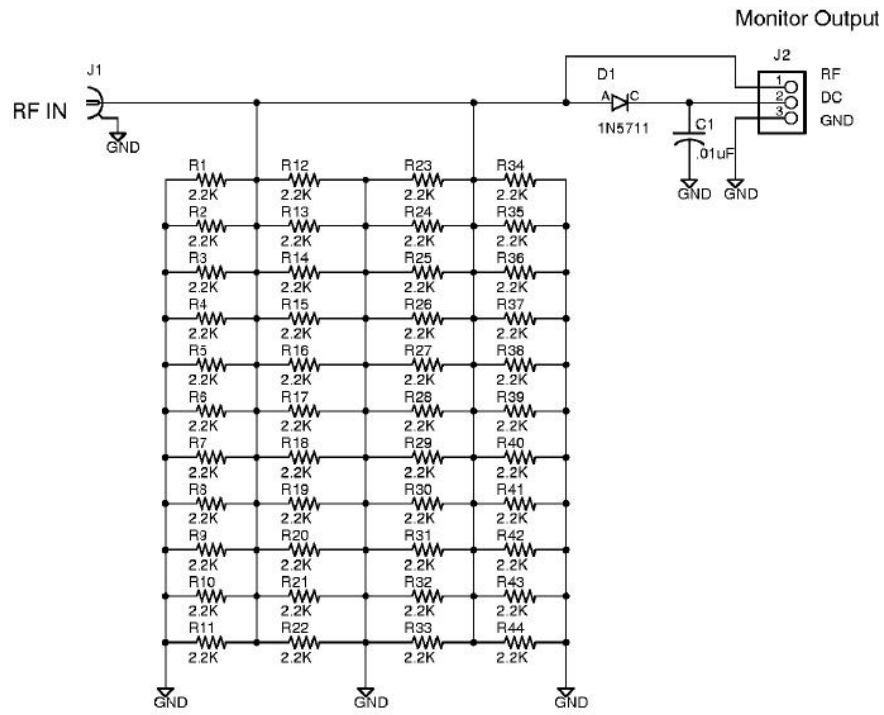 Monitor Output
J1
J2
RF IN
D1
1
RF
A
C
2
DC
1N5711
C1
3
GND
.01uF
GND
GND
GND
R1 R12 R23 R34
2.2K 2.2K 2.2K 2.2K
R2 R13 R24 R35
2.2K 2.2K 2.2K 2.2K
R3 R14 R25 R36
2.2K 2.2K 2.2K 2.2K
R4 R15 R26 R37
2.2K 2.2K 2.2K 2.2K
R5 R16 R27 R38
2.2K 2.2K 2.2K 2.2K
R6 R17 R28 R39
2.2K 2.2K 2.2K 2.2K
R7 R18 R29 R40
2.2K 2.2K 2.2K 2.2K
R8 R19 R30 R41
2.2K 2.2K 2.2K 2.2K
R9 R20 R31 R42
2.2K 2.2K 2.2K 2.2K
R10 R21 R32 R43
2.2K 2.2K 2.2K 2.2K
R11 R22 R33 R44
2.2K 2.2K 2.2K 2.2K
GND GND GND